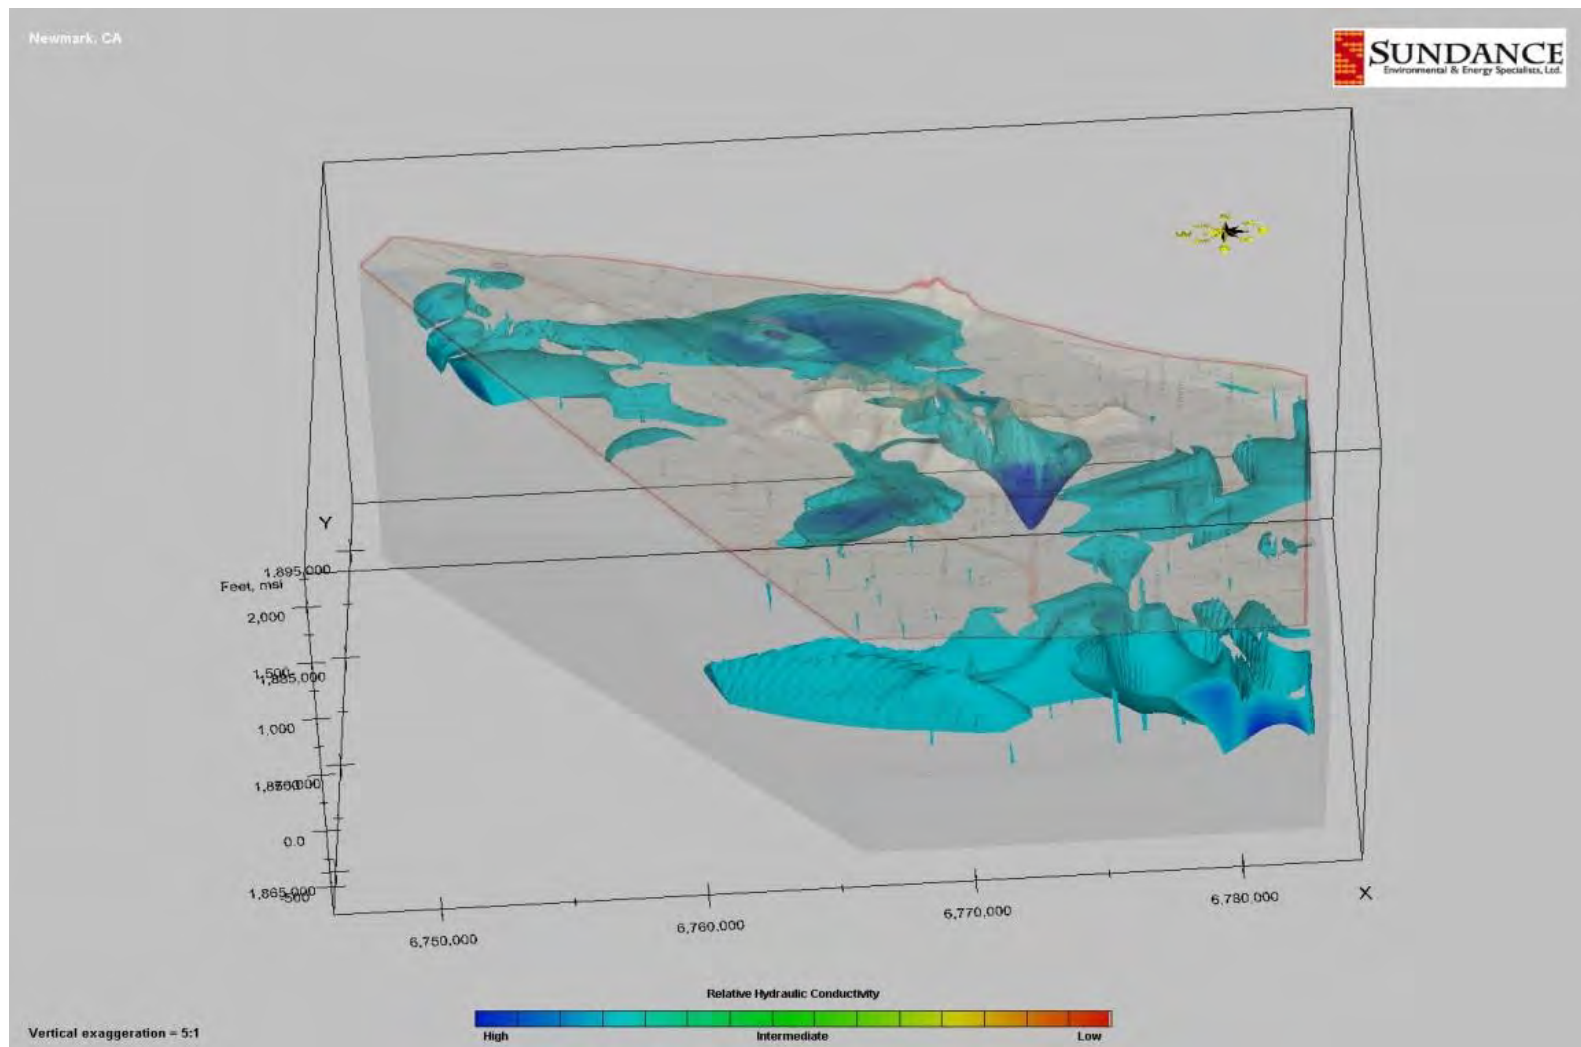 Newmark, CA
SUNDANCE
Environmental & Energy Specialists, Ltd.
Y
1,895,000
Feet, msl
2,000
1,500
1,885,000
1,000
0.0
1,865,000
-500
6,750,000
6,760,000
6,770,000
6,780,000
X
Relative Hydraulic Conductivity
High
Intermediate
Low
Vertical exaggeration = 5:1